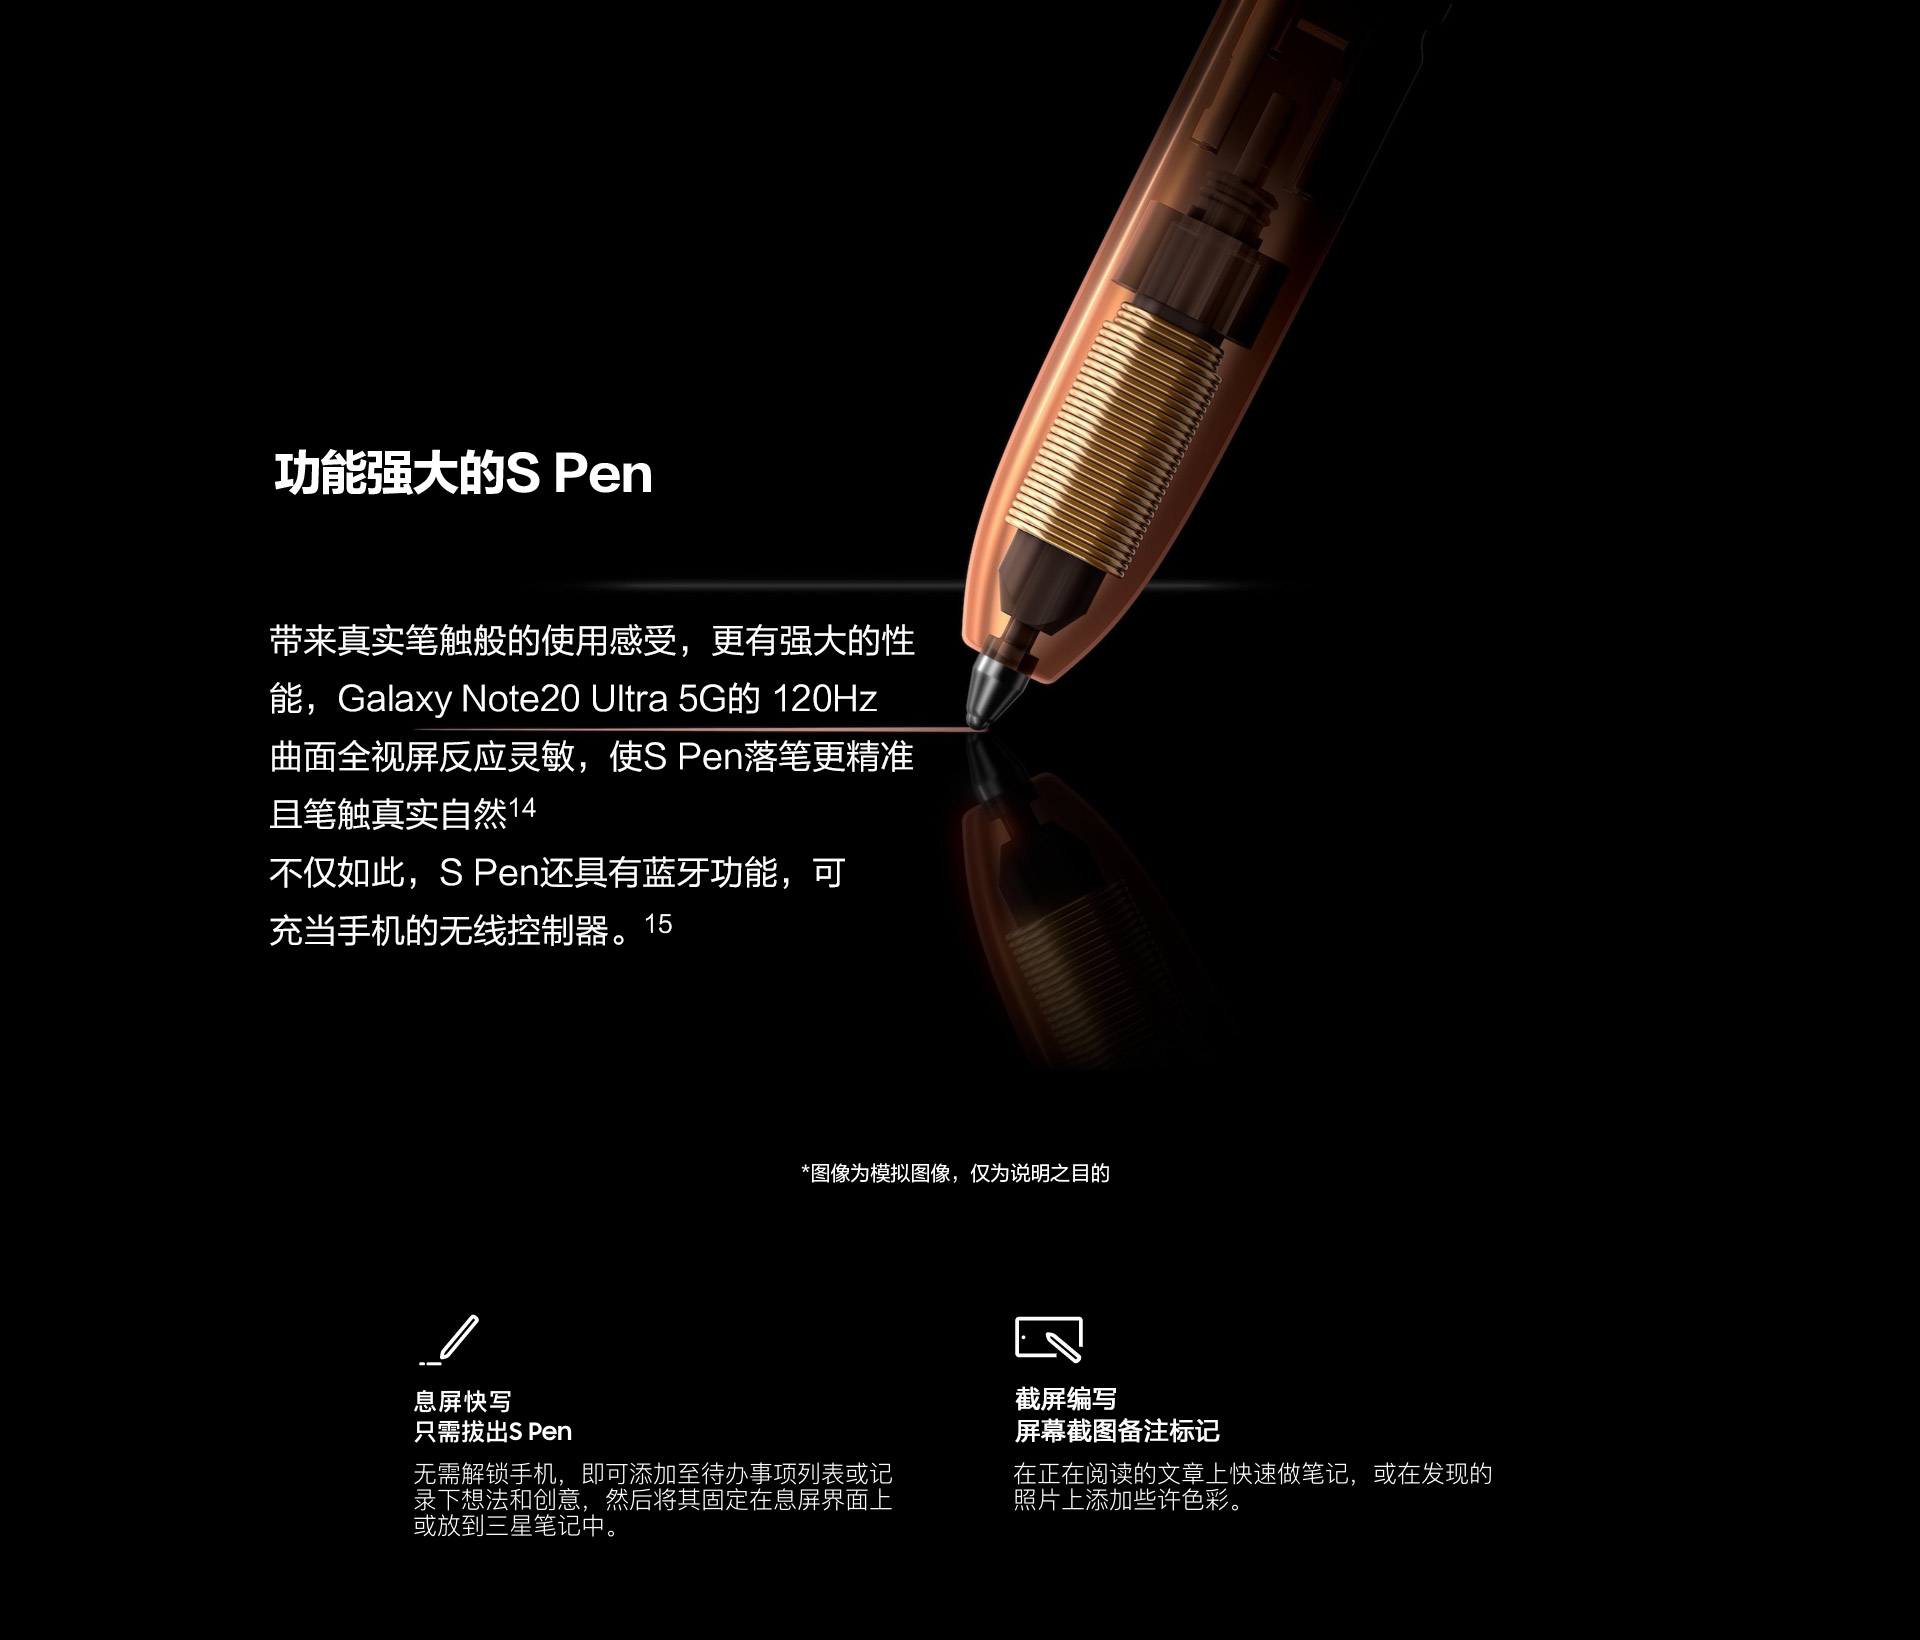 功能强大的S Pen
带来真实笔触般的使用感受，更有强大的性
能，Galaxy Note20 Ultra 5G的 120Hz
曲面全视屏反应灵敏，使S Pen落笔更精准
且笔触真实自然14
不仅如此，S Pen还具有蓝牙功能，可
充当手机的无线控制器。15
*图像为模拟图像，仅为说明之目的
息屏快写
只需拔出S Pen
无需解锁手机，即可添加至待办事项列表或记
录下想法和创意，然后将其固定在息屏界面上
或放到三星笔记中。
截屏编写
屏幕截图备注标记
在正在阅读的文章上快速做笔记，或在发现的
照片上添加些许色彩。